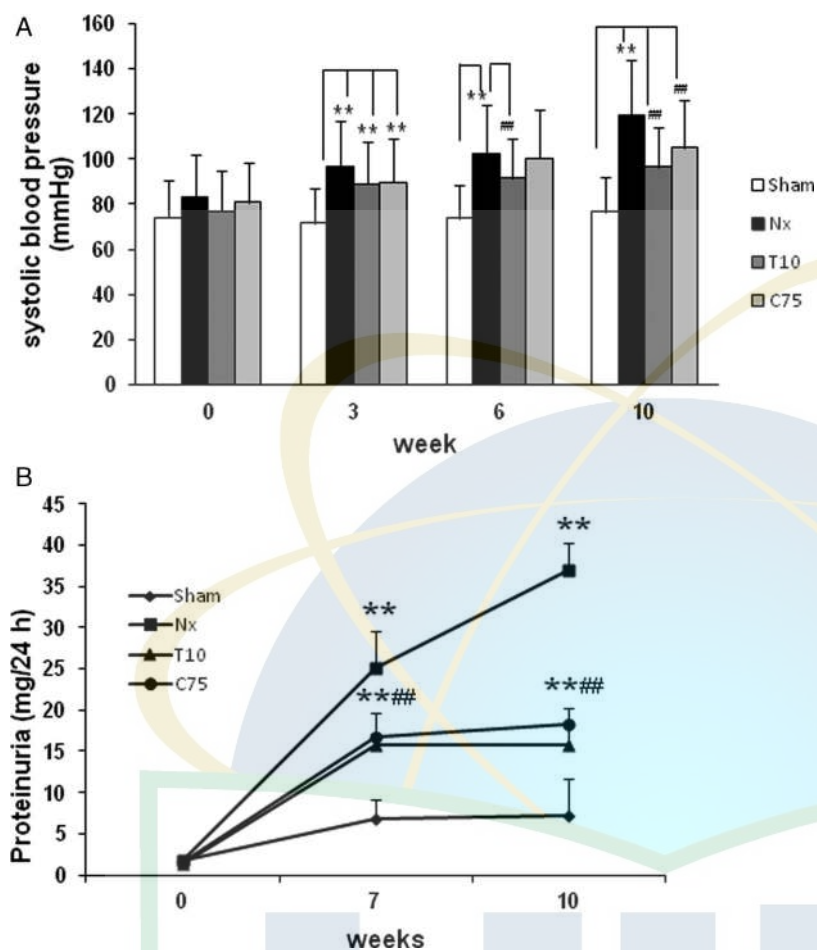 A
systolic blood pressure
(mmHg)
160
140
120
100
80
60
40
20
0
** ** **
** ##
** ## ##
0 3 6 10
week
Sham
Nx
T10
C75
B
Proteinuria (mg/24 h)
45
40
35
30
25
20
15
10
5
0
Sham
Nx
T10
C75
**
**##
**
**##
0 7 10
weeks